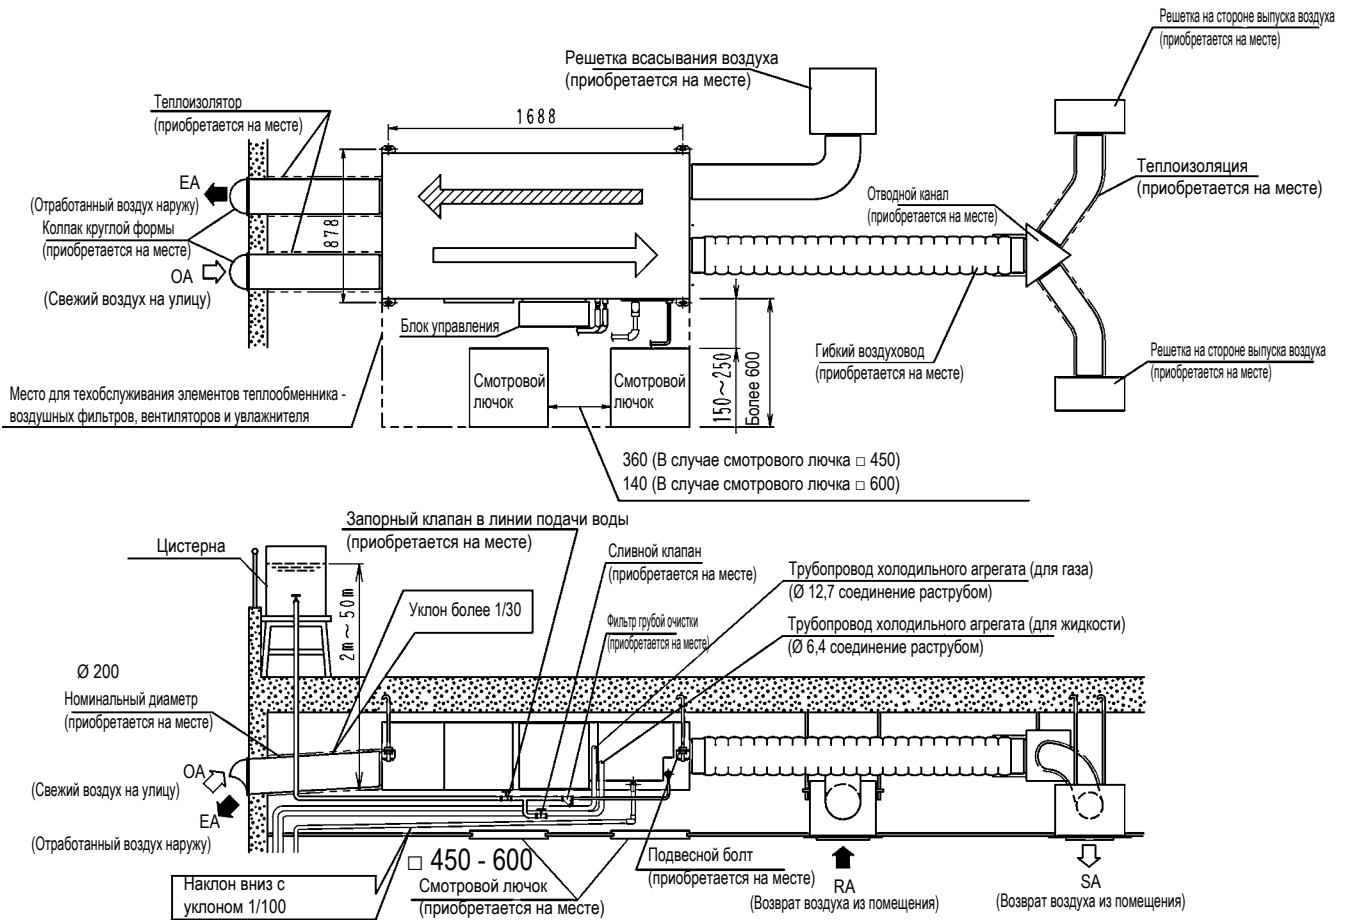 Решетка на стороне выпуска воздуха
(приобретается на месте)
Решетка всасывания воздуха
(приобретается на месте)
Теплоизолятор
(приобретается на месте)
1688
EA
(Отработанный воздух наружу)
Колпак круглой формы
(приобретается на месте)
OA
(Свежий воздух на улицу)
878
Теплоизоляция
(приобретается на месте)
Отводной канал
(приобретается на месте)
Блок управления
Гибкий воздуховод
(приобретается на месте)
Решетка на стороне выпуска воздуха
(приобретается на месте)
Место для техобслуживания элементов теплообменника -
воздушных фильтров, вентиляторов и увлажнителя
Смотровой
лючок
Смотровой
лючок
150~250
Более 600
360 (В случае смотрового лючка □ 450)
140 (В случае смотрового лючка □ 600)
Запорный клапан в линии подачи воды
(приобретается на месте)
Цистерна
Сливной клапан
(приобретается на месте)
Трубопровод холодильного агрегата (для газа)
(Ø 12,7 соединение раструбом)
2m~50m
Уклон более 1/30
Фильтр грубой очистки
(приобретается на месте)
Трубопровод холодильного агрегата (для жидкости)
(Ø 6,4 соединение раструбом)
Ø 200
Номинальный диаметр
(приобретается на месте)
OA
(Свежий воздух на улицу)
EA
(Отработанный воздух наружу)
Наклон вниз с
уклоном 1/100
□ 450 - 600
Смотровой лючок
(приобретается на месте)
Подвесной болт
(приобретается на месте)
RA
(Возврат воздуха из помещения)
SA
(Возврат воздуха из помещения)